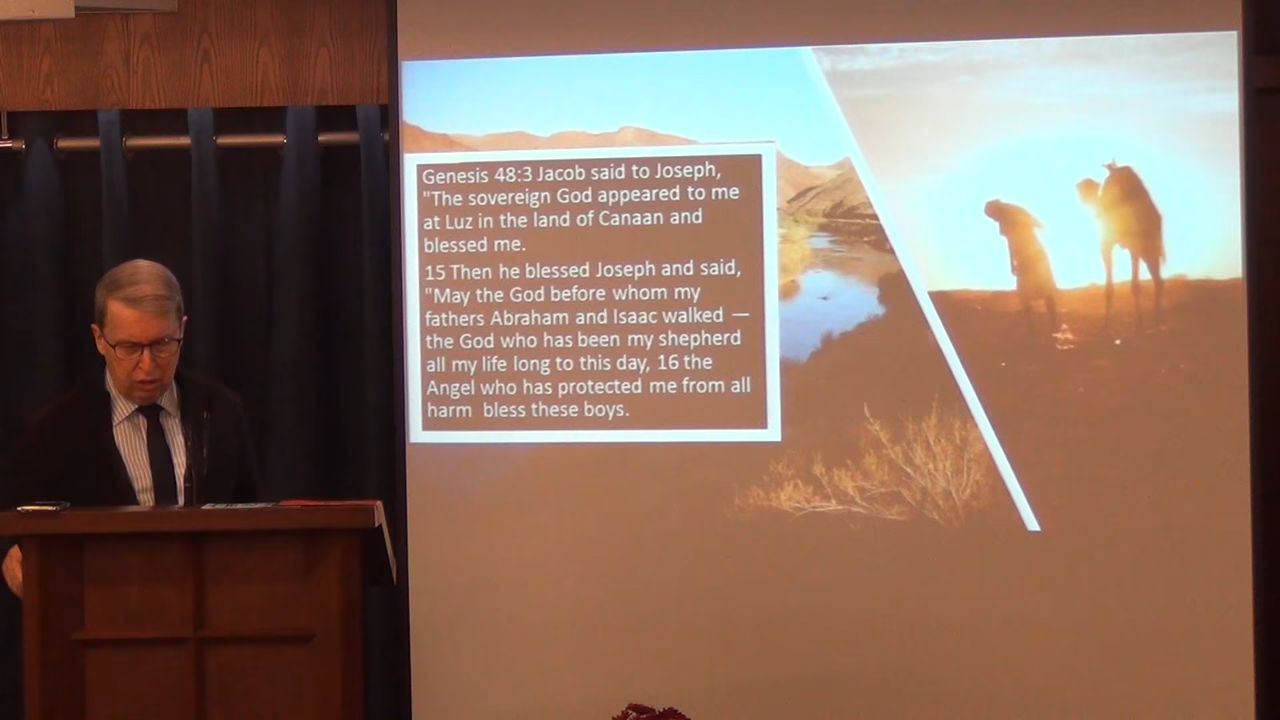 Genesis 48:3 Jacob said to Joseph,
"The sovereign God appeared to me
at Luz in the land of Canaan and
blessed me.
15 Then he blessed Joseph and said,
"May the God before whom my
fathers Abraham and Isaac walked —
the God who has been my shepherd
all my life long to this day, 16 the
Angel who has protected me from all
harm bless these boys.